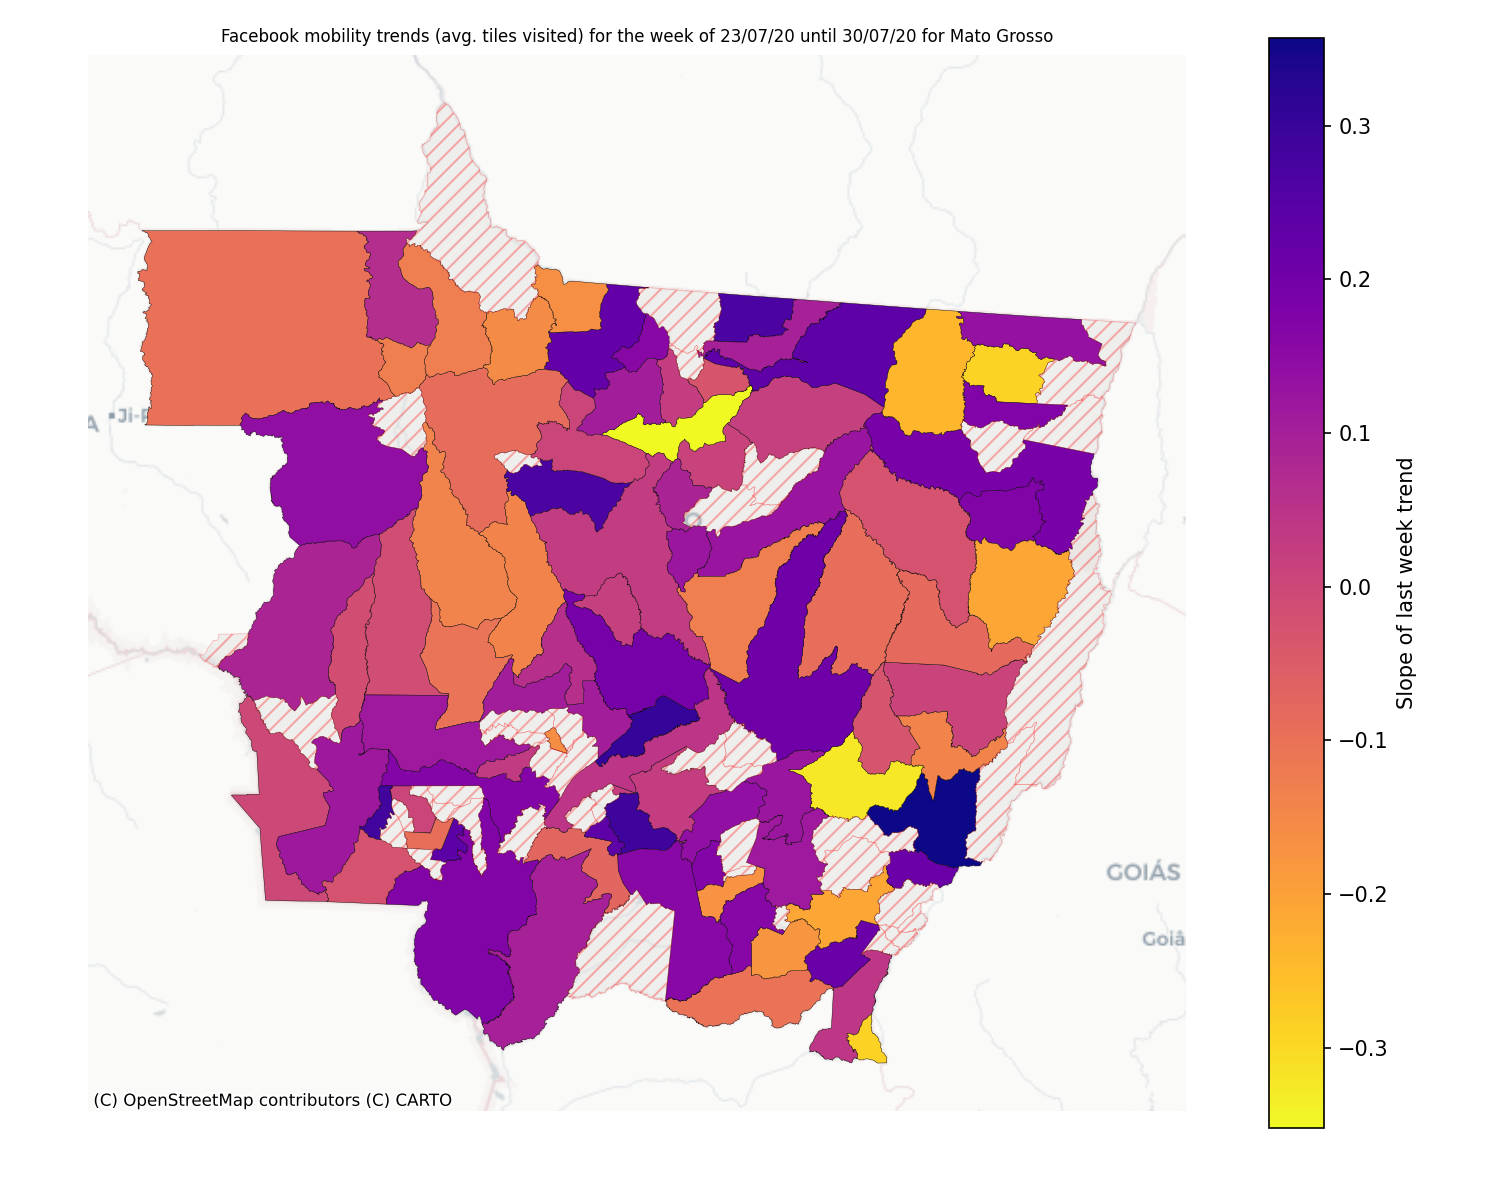 Facebook mobility trends (avg. tiles visited) for the week of 23/07/20 until 30/07/20 for Mato Grosso
0.3
0.2
0.1
0.0
−0.1
−0.2
−0.3
Slope of last week trend
GOIÁS
(C) OpenStreetMap contributors (C) CARTO